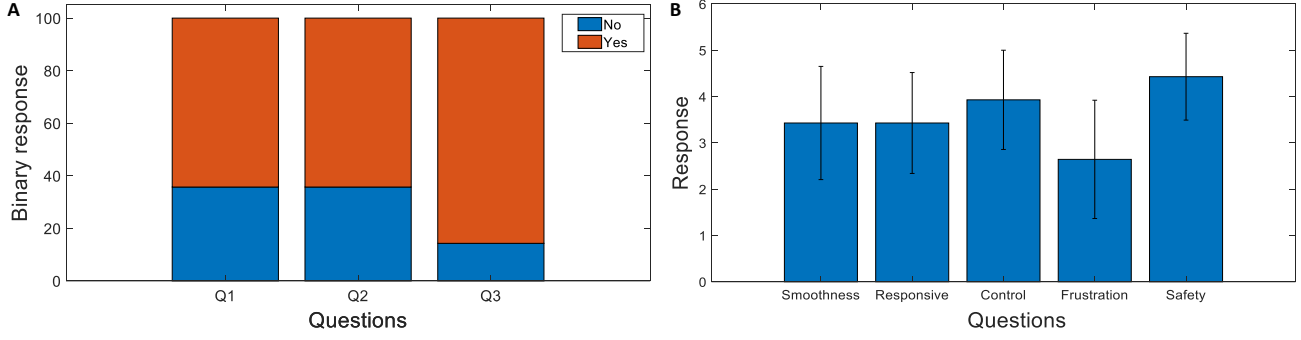 A
Binary response
100
80
60
40
20
0
No
Yes
Q1 Q2 Q3
Questions
B
Response
6
5
4
3
2
1
0
Smoothness Responsive Control Frustration Safety
Questions